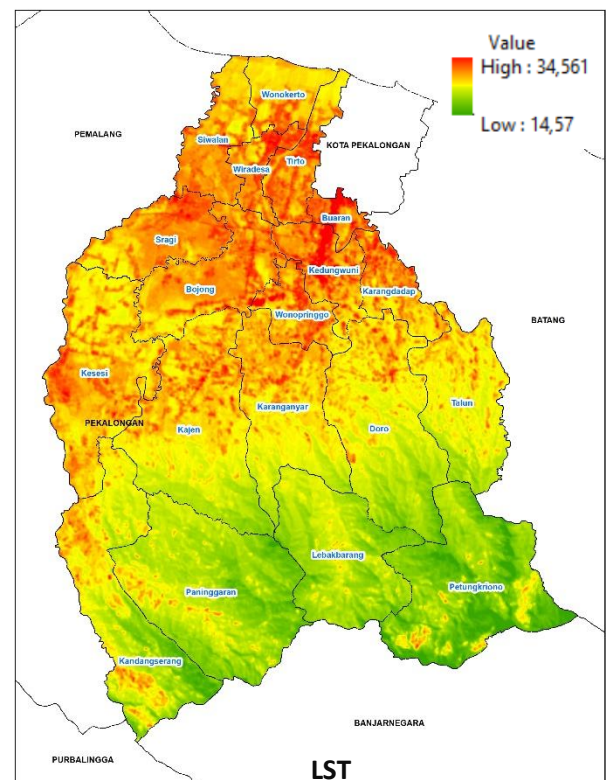 Value
High : 34,561
Low : 14,57
Wonokerto
PEMALANG
Siwalan
KOTA PEKALONGAN
Wiradesa
Tirto
Buaran
Sragi
Kedungwuni
Bojong
Karangdadap
Wonopringgo
BATANG
Kesesi
Talun
Karanganyar
PEKALONGAN
Kajen
Doro
Lebakbarang
Paninggaran
Petungkriono
Kandangserang
BANJARNEGARA
PURBALINGGA
LST